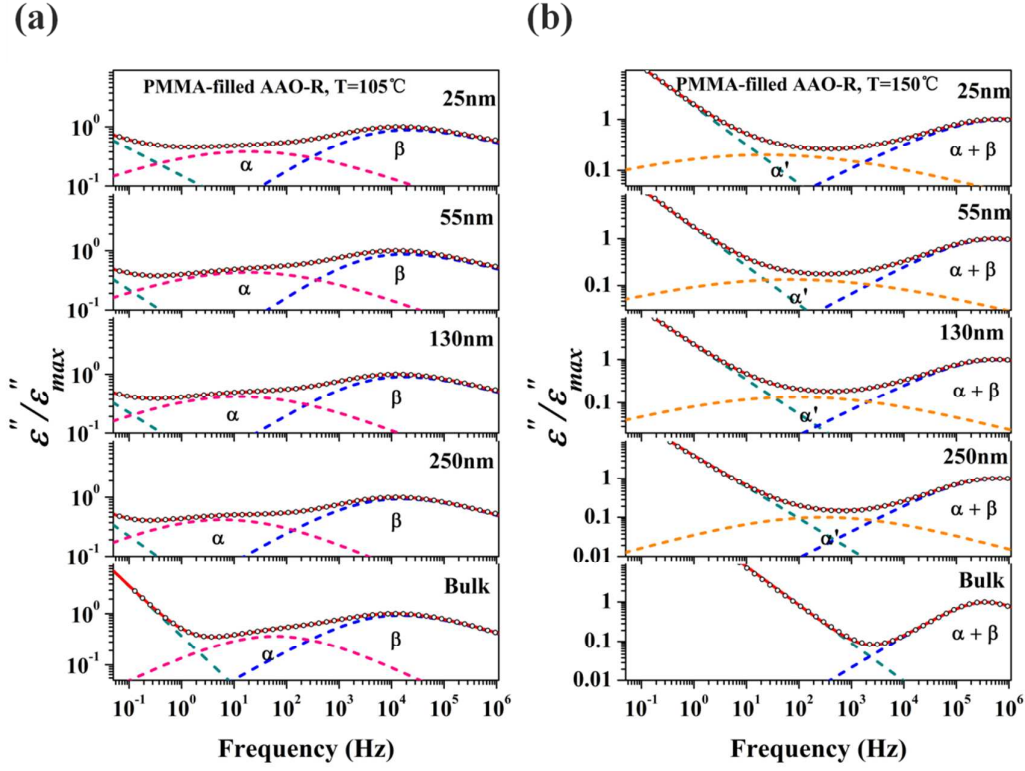 (a)
PMMA-filled AAO-R, T=105℃
25nm
10⁰
α
β
10⁻¹
55nm
10⁰
α
β
10⁻¹
130nm
10⁰
α
β
10⁻¹
250nm
10⁰
α
β
10⁻¹
Bulk
10⁰
α
β
10⁻¹
ε''/ε''max
10⁻¹ 10⁰ 10¹ 10² 10³ 10⁴ 10⁵ 10⁶
Frequency (Hz)
(b)
PMMA-filled AAO-R, T=150℃
25nm
1
α + β
0.1
α'
55nm
1
α + β
0.1
α'
130nm
1
α + β
0.1
α'
250nm
1
α + β
0.1
α'
0.01
Bulk
1
α + β
0.1
0.01
ε''/ε''max
10⁻¹ 10⁰ 10¹ 10² 10³ 10⁴ 10⁵ 10⁶
Frequency (Hz)